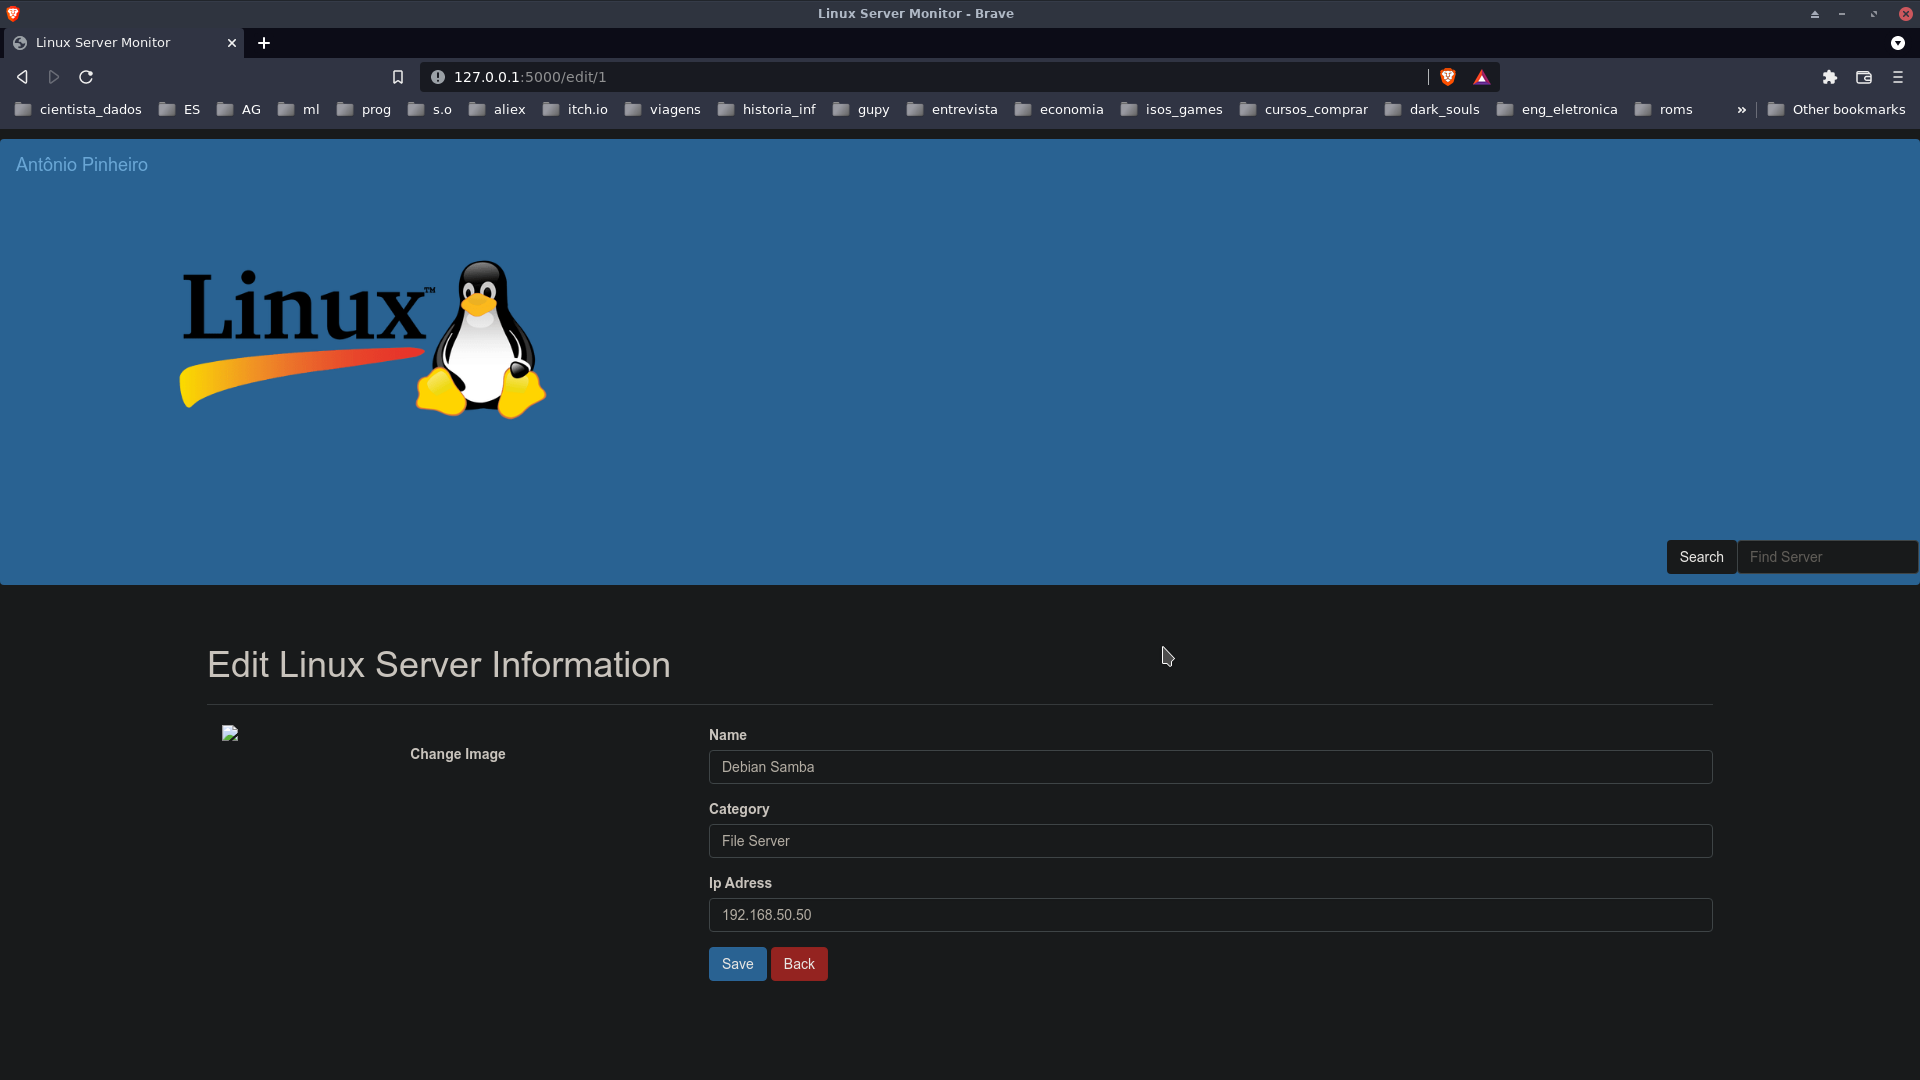 Linux Server Monitor - Brave
Linux Server Monitor
127.0.0.1:5000/edit/1
cientista_dados ES AG ml prog s.o aliex itch.io viagens historia_inf gupy entrevista economia isos_games cursos_comprar dark_souls eng_eletronica roms » Other bookmarks
Antônio Pinheiro
Linux™
Search Find Server
Edit Linux Server Information
Change Image
Name
Debian Samba
Category
File Server
Ip Adress
192.168.50.50
Save Back